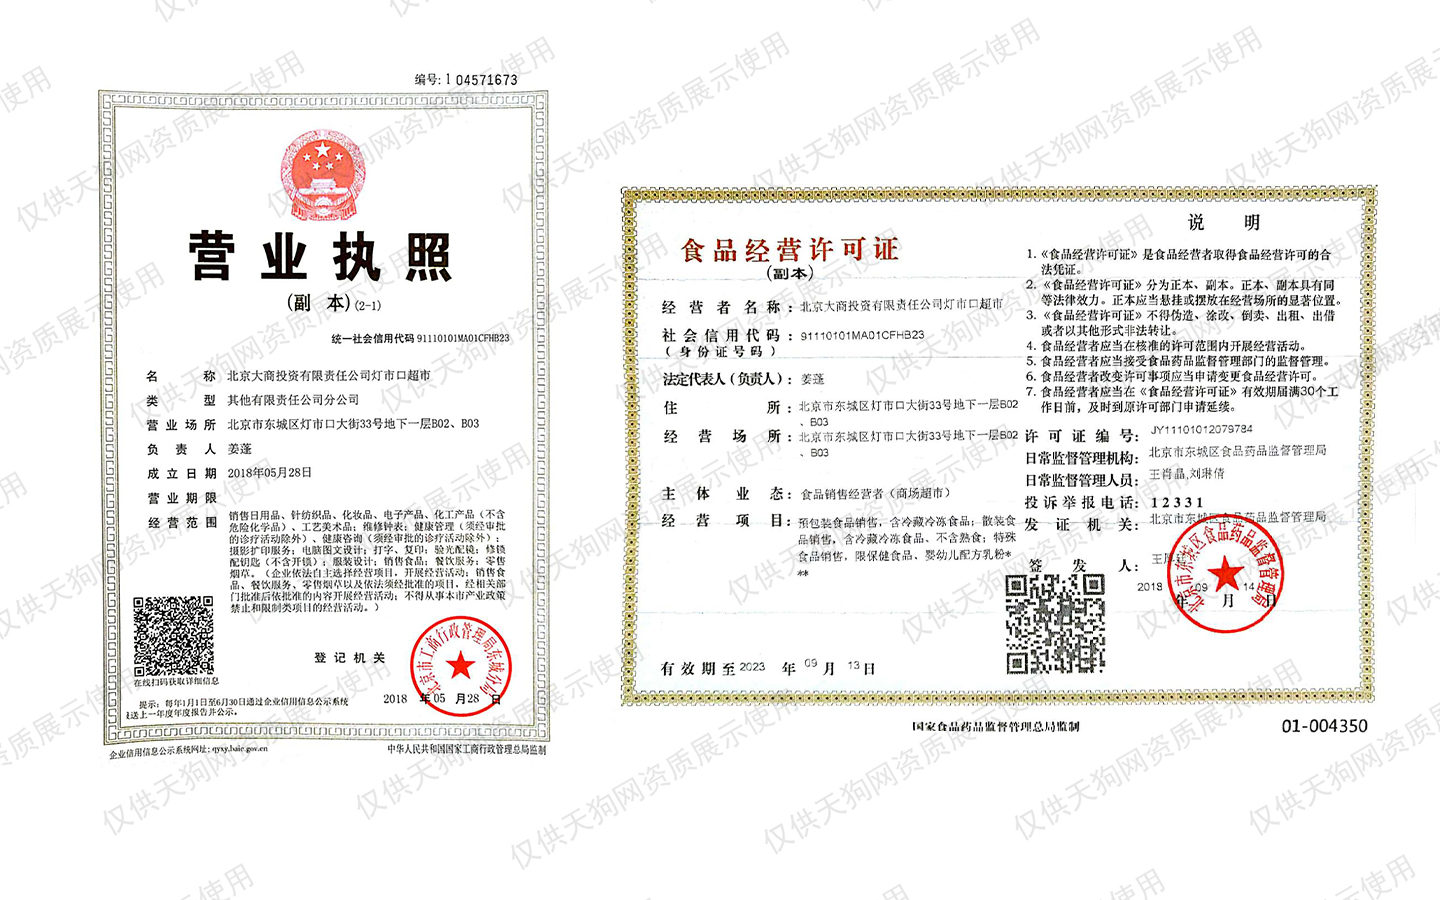 编号: 1 04571673
营业执照
(副 本) (2-1)
统一社会信用代码 91110101MA01CFHB23
名 称 北京大商投资有限责任公司灯市口超市
类 型 其他有限责任公司分公司
营业场所 北京市东城区灯市口大街33号地下一层B02、B03
负 责 人 姜蓬
成立日期 2018年05月28日
营业期限
经营范围 销售日用品、针纺织品、化妆品、电子产品、化工产品（不含
危险化学品）、工艺美术品；维修钟表；健康管理（须经审批
的诊疗活动除外）、健康咨询（须经审批的诊疗活动除外）；
摄影扩印服务；电脑图文设计；打字、复印；验光配镜；修锁
配钥匙（不含开锁）；服装设计；销售食品；餐饮服务；零售
烟草。（企业依法自主选择经营项目，开展经营活动；销售食
品、餐饮服务、零售烟草以及依法须经批准的项目，经相关部
门批准后依批准的内容开展经营活动；不得从事本市产业政策
禁止和限制类项目的经营活动。）
在线扫码获取详细信息
登记机关
北京市工商行政管理局东城分局
2018 年 05 月 28 日
提示：每年1月1日至6月30日通过企业信用信息公示系统
报送上一年度年度报告并公示。
企业信用信息公示系统网址: qyxy.baic.gov.cn
中华人民共和国国家工商行政管理总局监制
食品经营许可证
(副本)
经营者名称：北京大商投资有限责任公司灯市口超市
社会信用代码：91110101MA01CFHB23
(身份证号码)
法定代表人（负责人）：姜蓬
住 所：北京市东城区灯市口大街33号地下一层B02
、B03
经营场所：北京市东城区灯市口大街33号地下一层B02
、B03
主体业态：食品销售经营者（商场超市）
经营项目：预包装食品销售，含冷藏冷冻食品；散装食
品销售，含冷藏冷冻食品、不含熟食；特殊
食品销售，限保健食品、婴幼儿配方乳粉*
**
有效期至 2023 年 09 月 13 日
说 明
1. 《食品经营许可证》是食品经营者取得食品经营许可的合
法凭证。
2. 《食品经营许可证》分为正本、副本。正本、副本具有同
等法律效力。正本应当悬挂或摆放在经营场所的显著位置。
3. 《食品经营许可证》不得伪造、涂改、倒卖、出租、出借
或者以其他形式非法转让。
4. 食品经营者应当在核准的许可范围内开展经营活动。
5. 食品经营者应当接受食品药品监督管理部门的监督管理。
6. 食品经营者改变许可事项应当申请变更食品经营许可。
7. 食品经营者应当在《食品经营许可证》有效期届满30个工
作日前，及时到原许可部门申请延续。
许可证编号：JY11101012079784
日常监督管理机构：北京市东城区食品药品监督管理局
日常监督管理人员：王肖晶,刘琳倩
投诉举报电话：12331
发证机关：北京市东城区食品药品监督管理局
签发人：王厚
北京市东城区食品药品监督管理局
2018 年 09 月 14 日
国家食品药品监督管理总局监制
01-004350
仅供天狗网资质展示使用